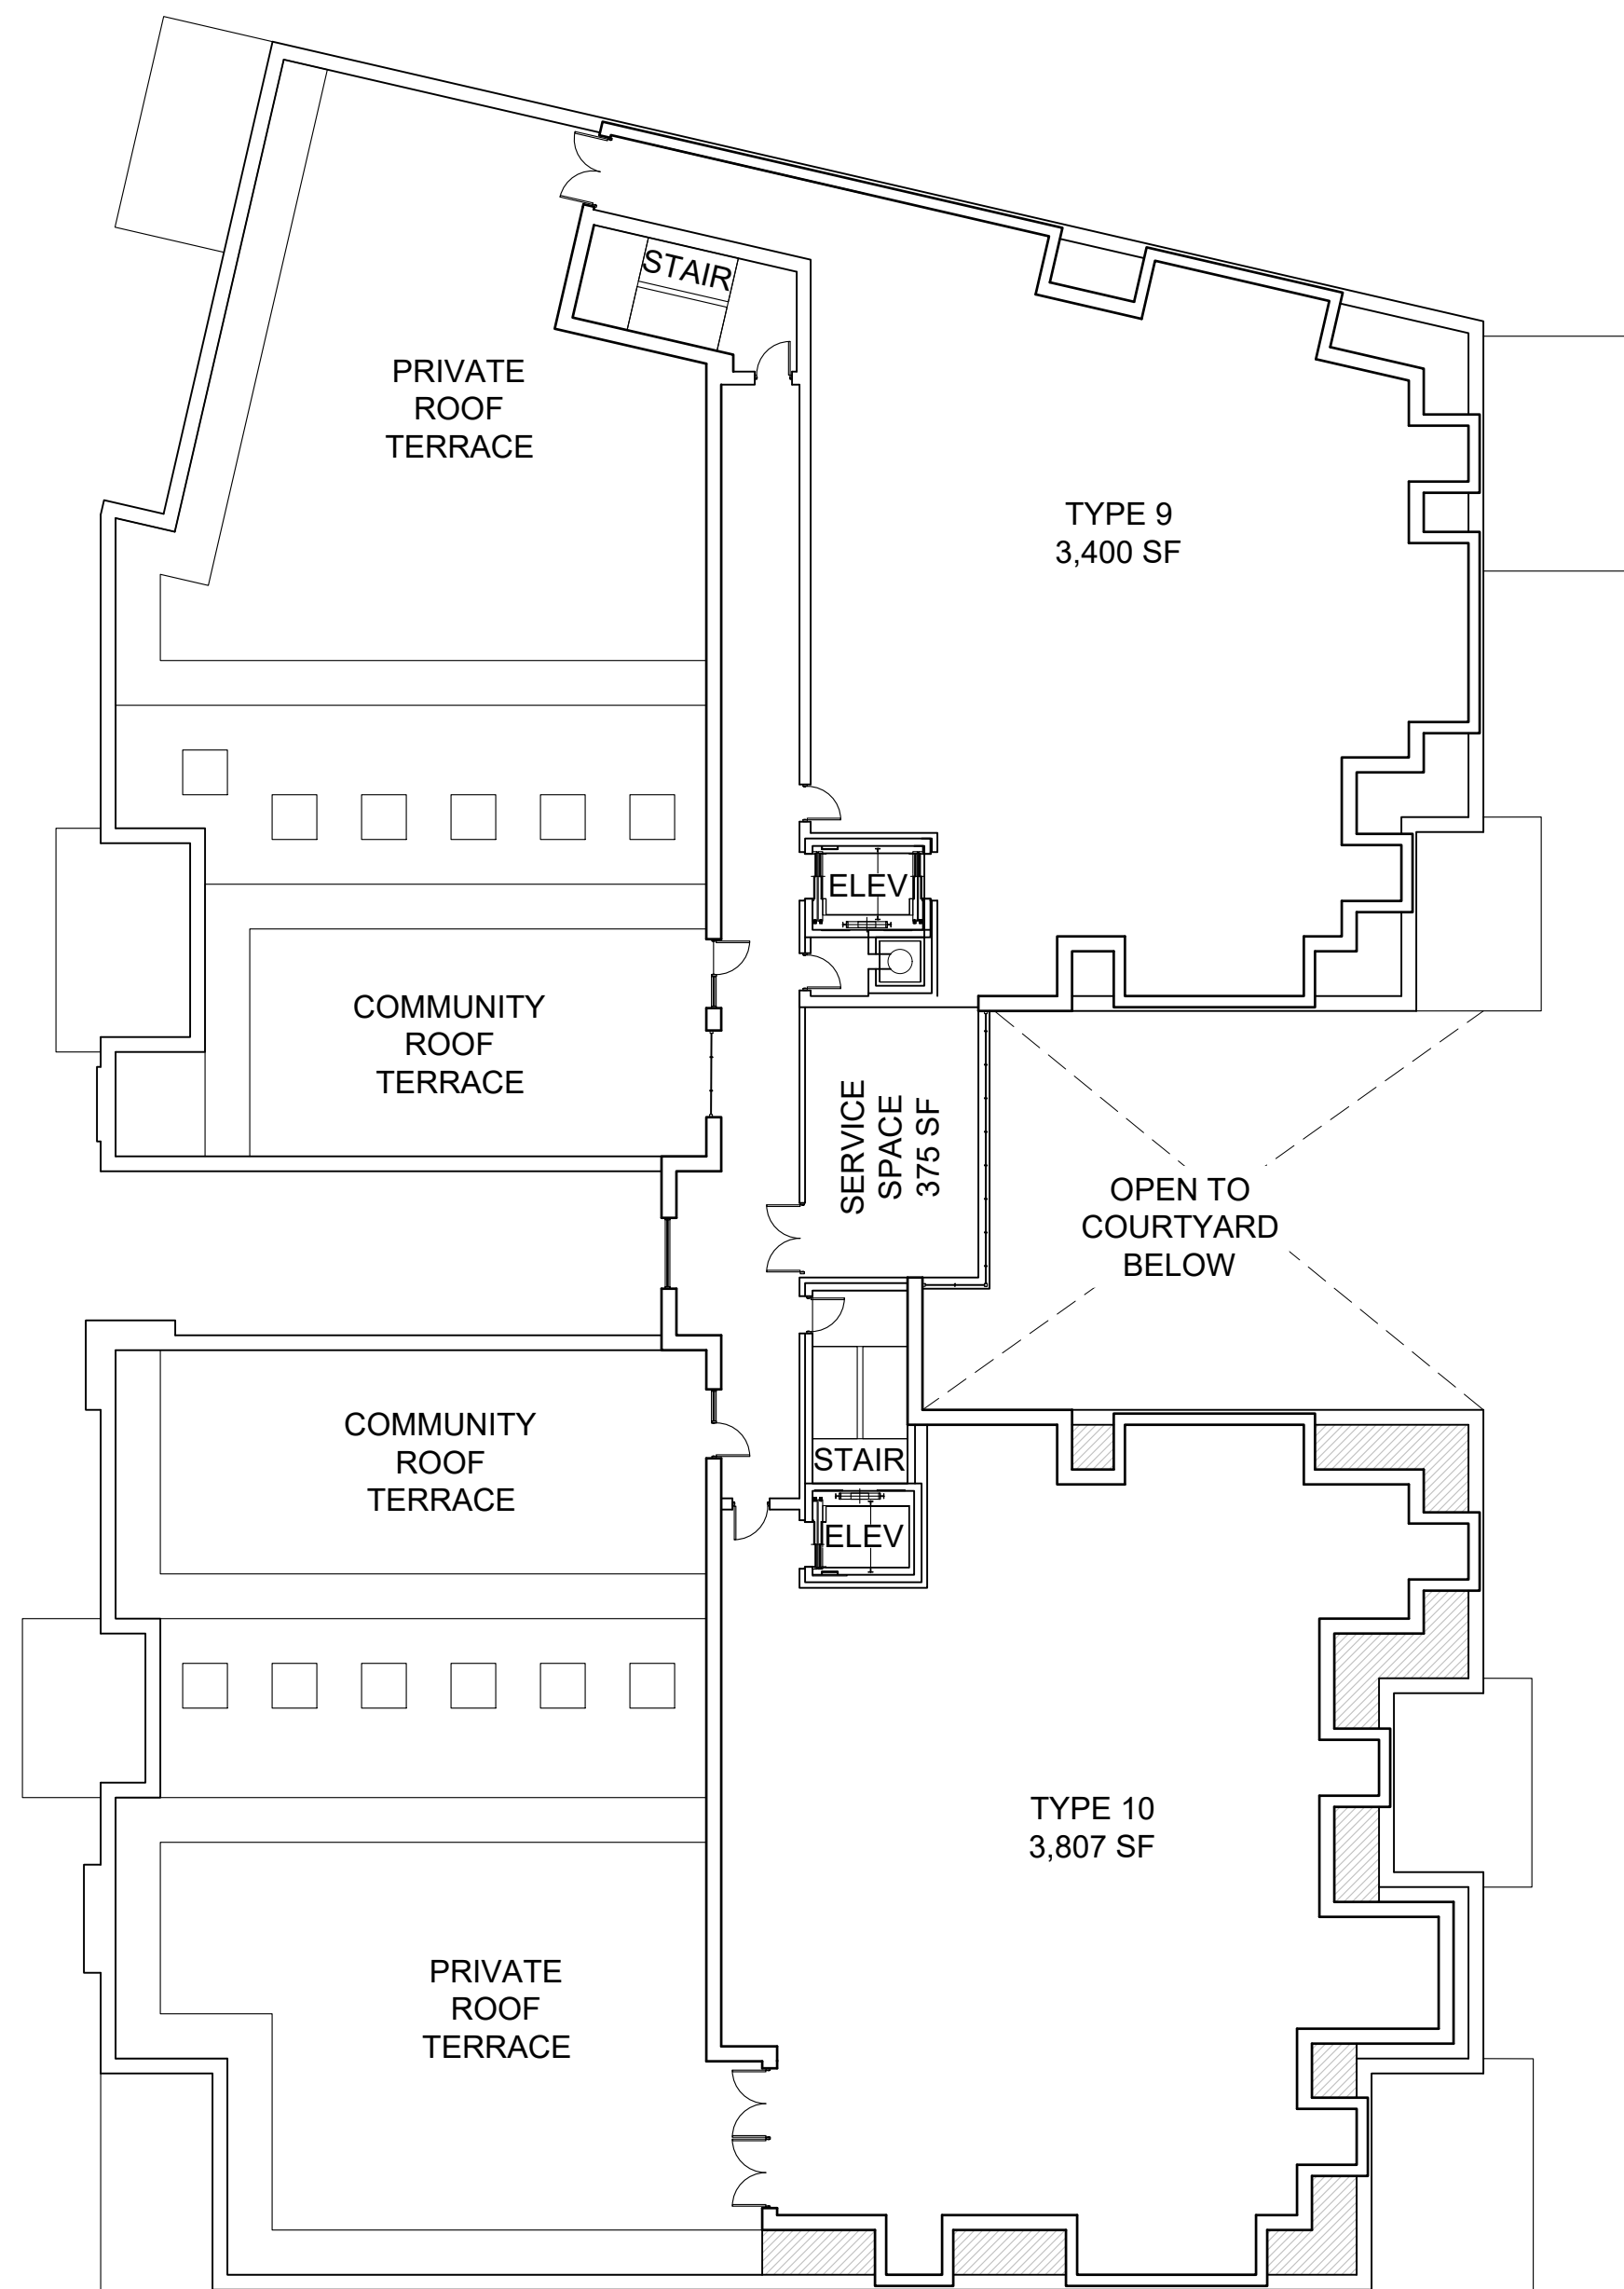 STAIR
PRIVATE
ROOF
TERRACE
TYPE 9
3,400 SF
ELEV
COMMUNITY
ROOF
TERRACE
SERVICE
SPACE
375 SF
OPEN TO
COURTYARD
BELOW
COMMUNITY
ROOF
TERRACE
STAIR
ELEV
TYPE 10
3,807 SF
PRIVATE
ROOF
TERRACE